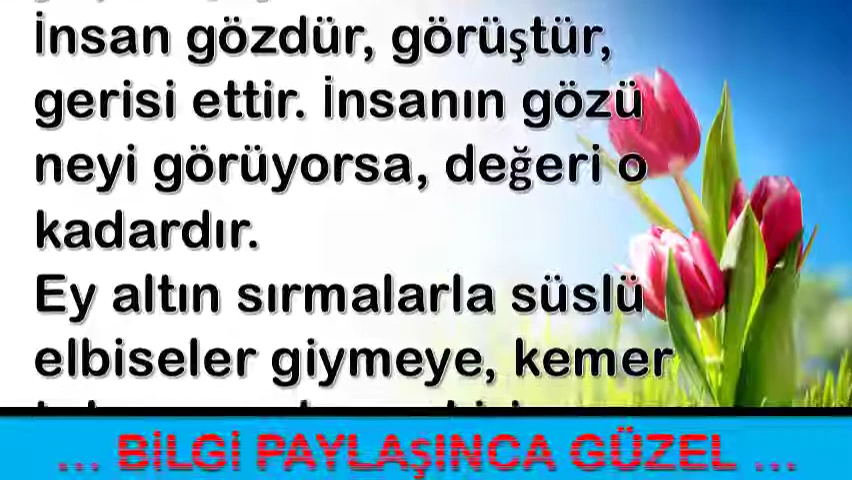 İnsan gözdür, görüştür,
gerisi ettir. İnsanın gözü
neyi görüyorsa, değeri o
kadardır.
Ey altın sırmalarla süslü
elbiseler giymeye, kemer
... BİLGİ PAYLAŞINCA GÜZEL ...